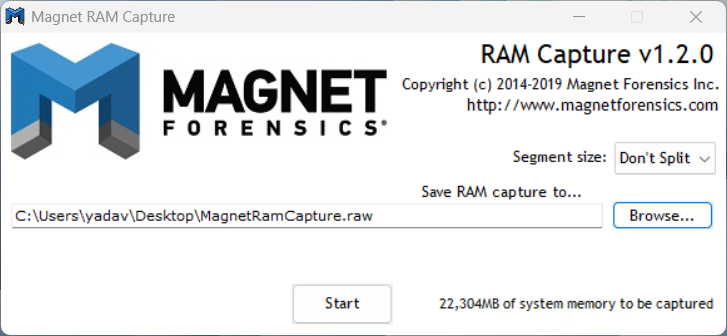 Magnet RAM Capture
RAM Capture v1.2.0
MAGNET
FORENSICS®
Copyright (c) 2014-2019 Magnet Forensics Inc.
http://www.magnetforensics.com
Segment size: Don't Split
Save RAM capture to...
C:\Users\yadav\Desktop\MagnetRamCapture.raw Browse...
Start 22,304MB of system memory to be captured